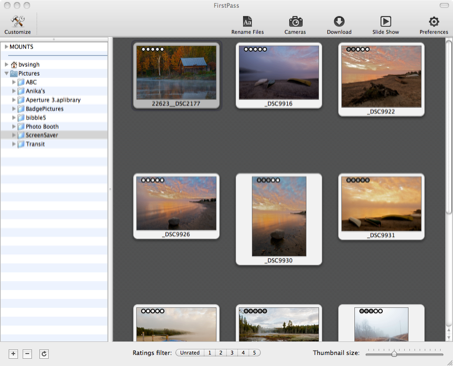 FirstPass
Customize
Rename Files
Cameras
Download
Slide Show
Preferences
MOUNTS
bvsingh
Pictures
ABC
Anika's
Aperture 3.aplibrary
BadgePictures
bibble5
Photo Booth
ScreenSaver
Transit
22623__DSC2177
_DSC9916
_DSC9922
_DSC9926
_DSC9930
_DSC9931
Ratings filter: Unrated 1 2 3 4 5
Thumbnail size: